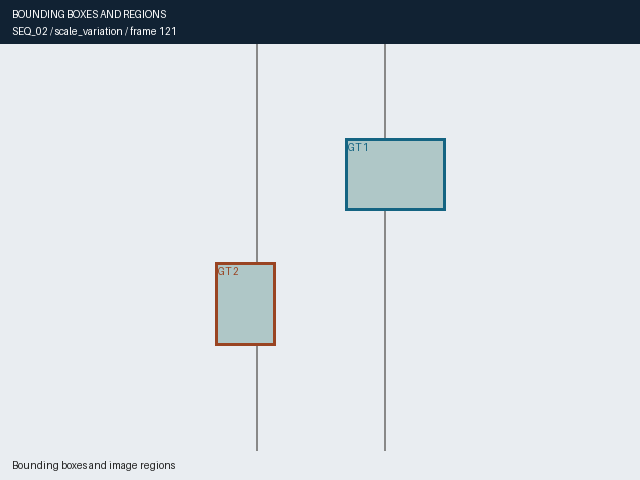 BOUNDING BOXES AND REGIONS
SEQ_02 / scale_variation / frame 121
GT1
GT2
Bounding boxes and image regions